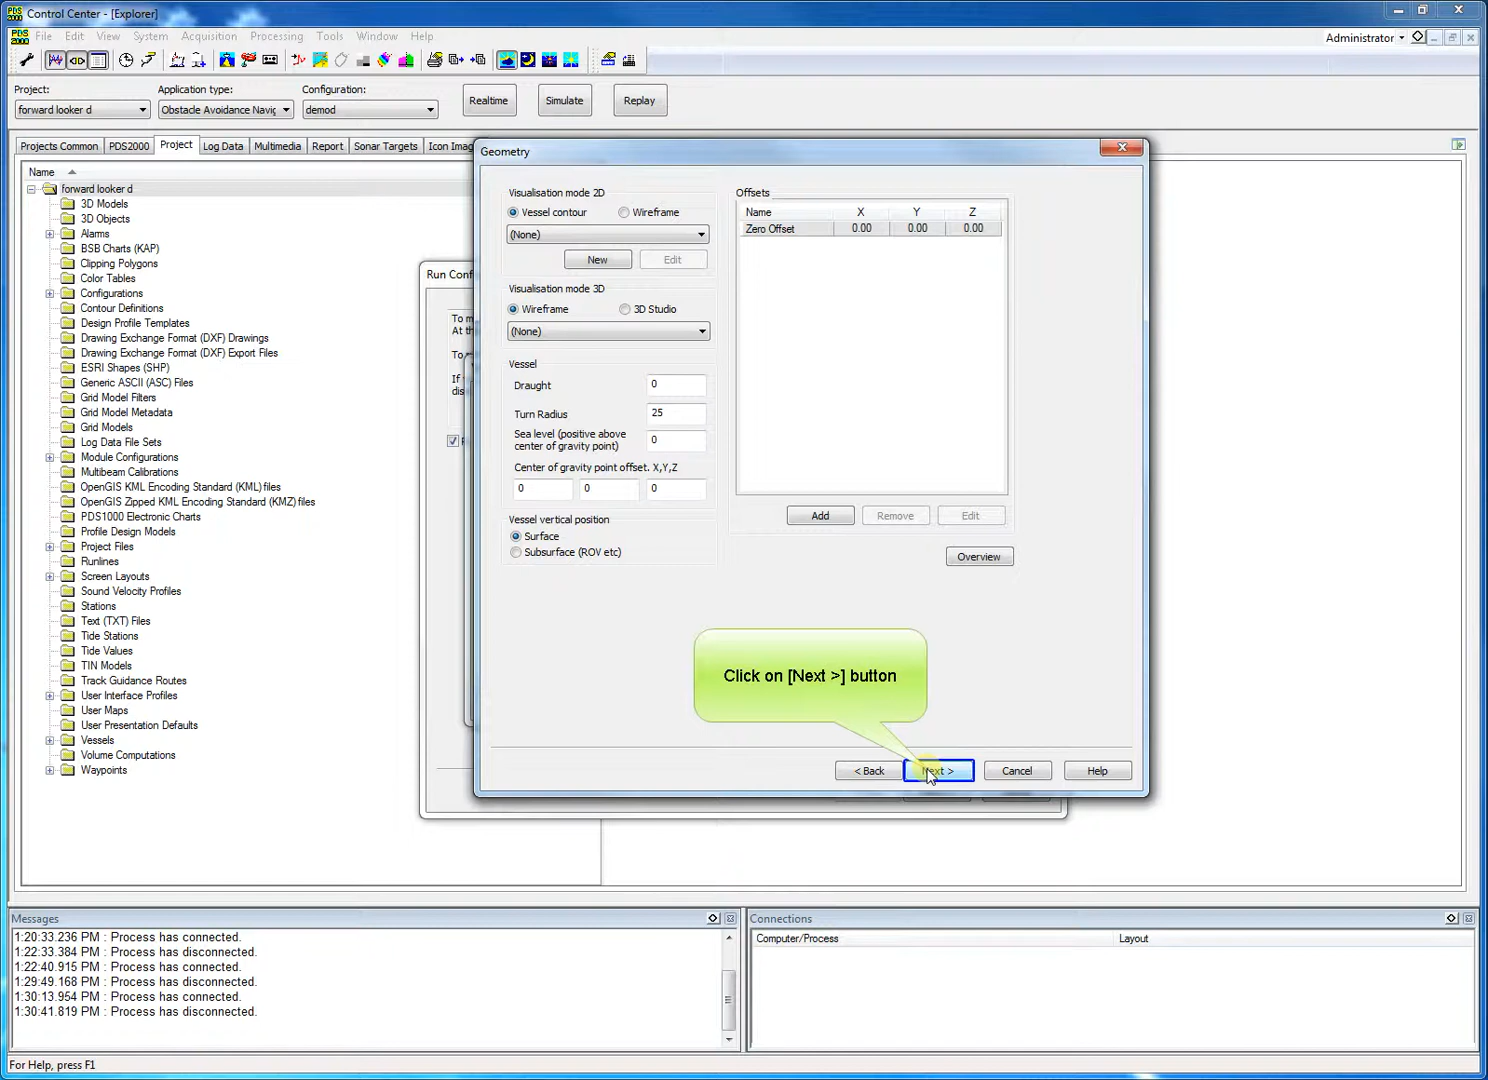 Control Center - [Explorer]
File Edit View System Acquisition Processing Tools Window Help
Administrator
Project:
Application type:
Configuration:
forward looker d
Obstacle Avoidance Navig
demod
Realtime
Simulate
Replay
Projects Common
PDS2000
Project
Log Data
Multimedia
Report
Sonar Targets
Icon Imag
Name
forward looker d
3D Models
3D Objects
Alarms
BSB Charts (KAP)
Clipping Polygons
Color Tables
Configurations
Contour Definitions
Design Profile Templates
Drawing Exchange Format (DXF) Drawings
Drawing Exchange Format (DXF) Export Files
ESRI Shapes (SHP)
Generic ASCII (ASC) Files
Grid Model Filters
Grid Model Metadata
Grid Models
Log Data File Sets
Module Configurations
Multibeam Calibrations
OpenGIS KML Encoding Standard (KML) files
OpenGIS Zipped KML Encoding Standard (KMZ) files
PDS1000 Electronic Charts
Profile Design Models
Project Files
Runlines
Screen Layouts
Sound Velocity Profiles
Stations
Text (TXT) Files
Tide Stations
Tide Values
TIN Models
Track Guidance Routes
User Interface Profiles
User Maps
User Presentation Defaults
Vessels
Volume Computations
Waypoints
Run Conf
To m
At th
To m
If
dis
Geometry
Visualisation mode 2D
Vessel contour
Wireframe
(None)
New
Edit
Visualisation mode 3D
Wireframe
3D Studio
(None)
Vessel
Draught 0
Turn Radius 25
Sea level (positive above
center of gravity point) 0
Center of gravity point offset. X,Y,Z
0 0 0
Vessel vertical position
Surface
Subsurface (ROV etc)
Offsets
Name X Y Z
Zero Offset 0.00 0.00 0.00
Add
Remove
Edit
Overview
Click on [Next >] button
< Back
Next >
Cancel
Help
Messages
1:20:33.236 PM : Process has connected.
1:22:33.384 PM : Process has disconnected.
1:22:40.915 PM : Process has connected.
1:29:49.168 PM : Process has disconnected.
1:30:13.954 PM : Process has connected.
1:30:41.819 PM : Process has disconnected.
Connections
Computer/Process
Layout
For Help, press F1